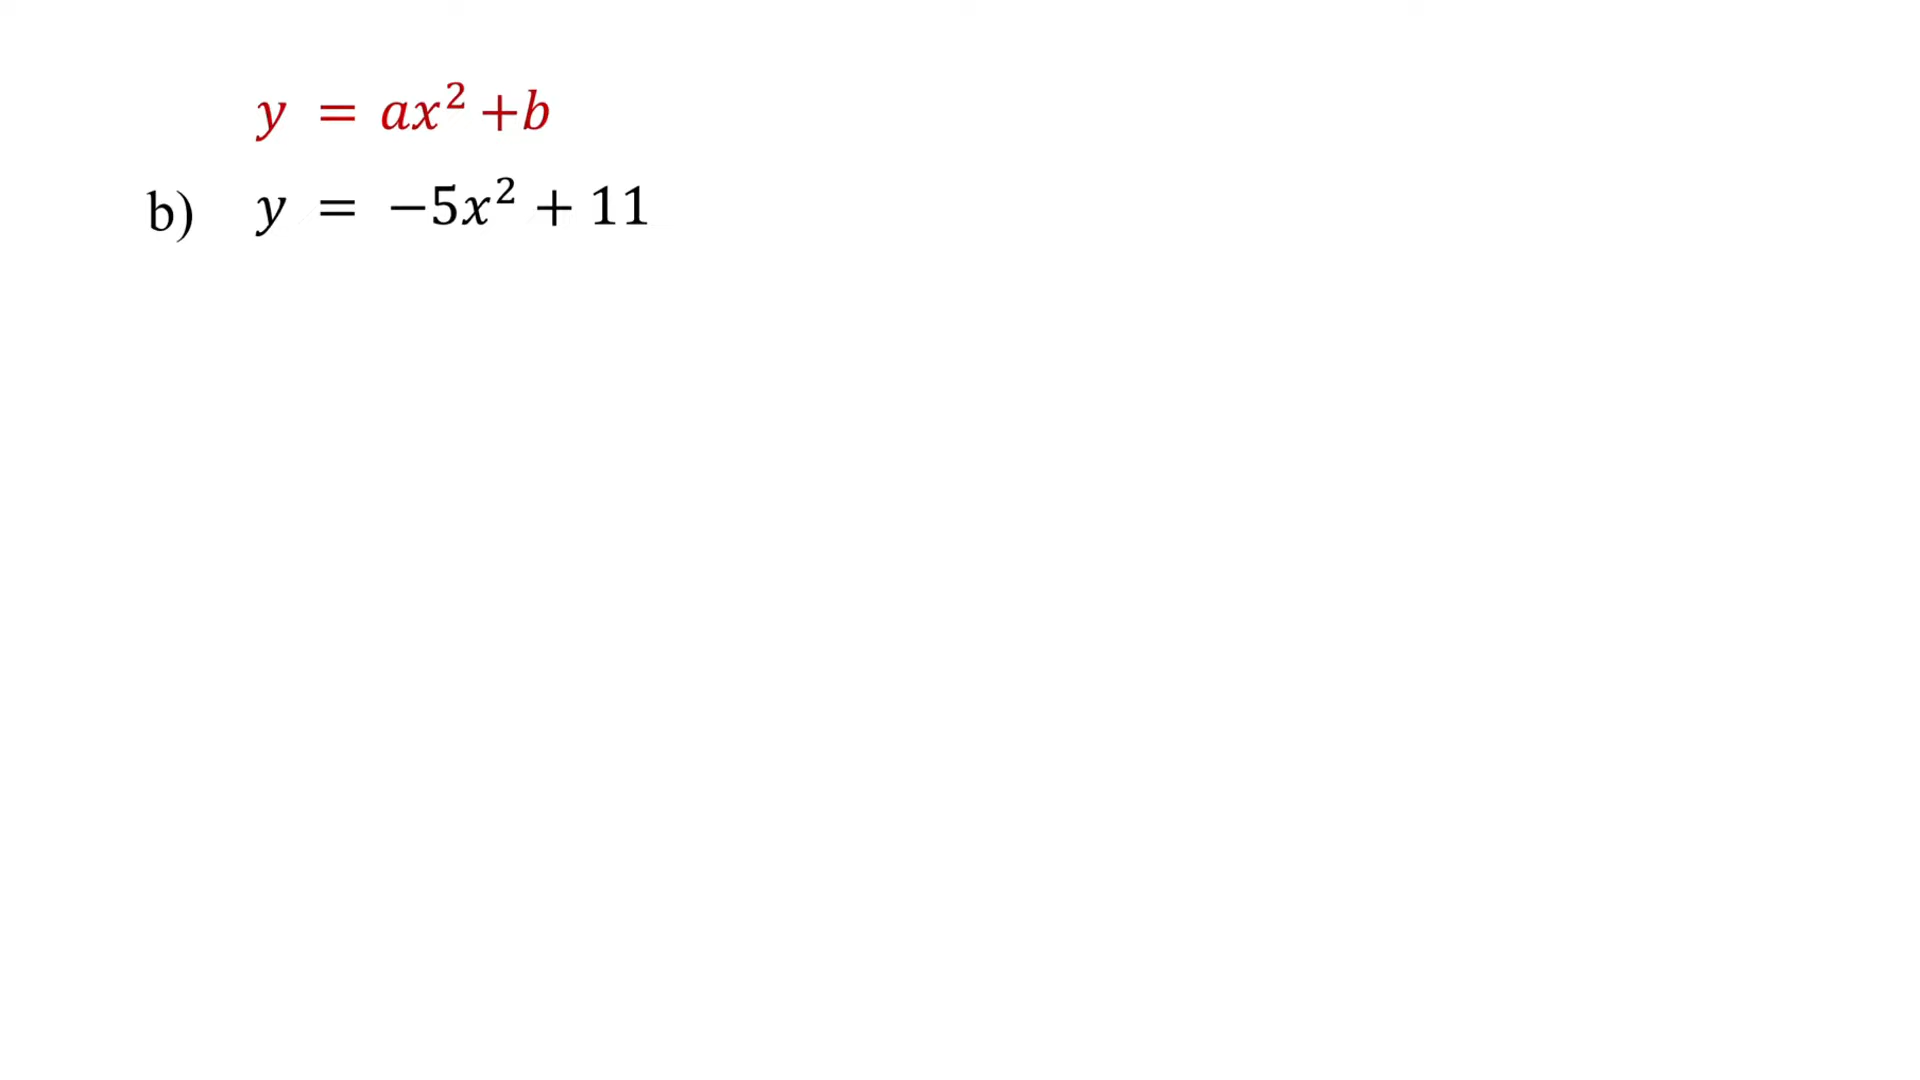 y = ax² +b
b) y = −5x² + 11